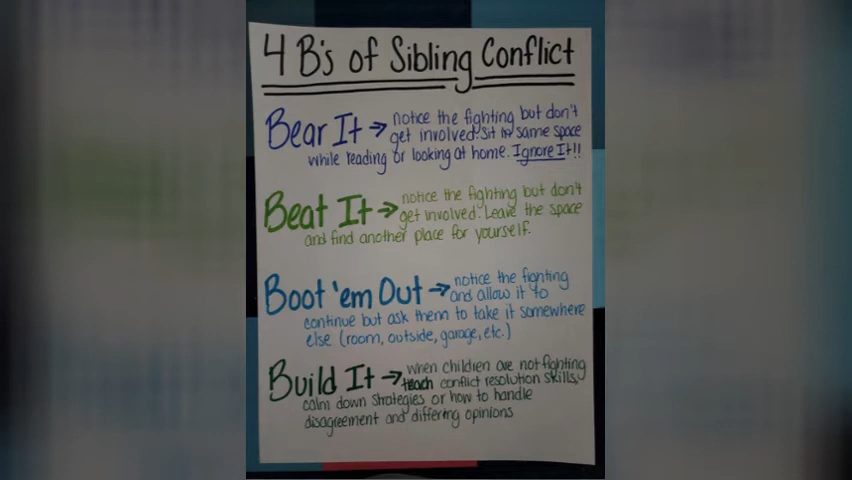 4 B's of Sibling Conflict
Bear It → notice the fighting but don't
get involved. Sit in same space
while reading or looking at home. Ignore It!!
Beat It → notice the fighting but don't
get involved. Leave the space
and find another place for yourself.
Boot 'em Out → notice the fighting
and allow it to
continue but ask them to take it somewhere
else (room, outside, garage, etc.)
Build It → when children are not fighting
teach conflict resolution skills,
calm down strategies or how to handle
disagreement and differing opinions